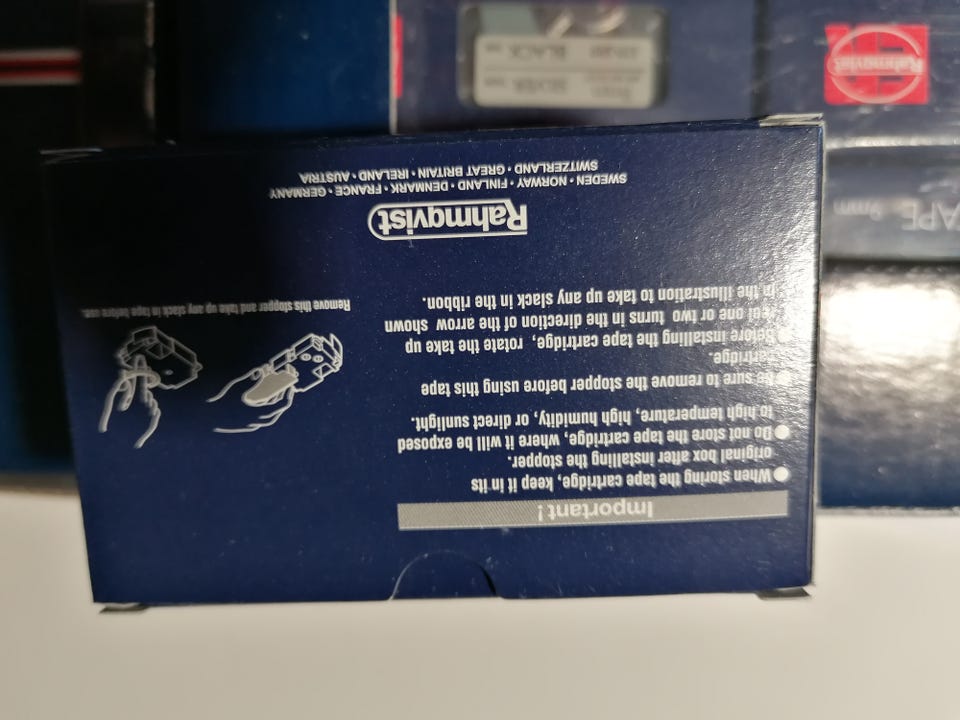 Important!
When storing the tape cartridge, keep it in its
original box after installing the stopper.
Do not store the tape cartridge, where it will be exposed
to high temperature, high humidity, or direct sunlight.
Be sure to remove the stopper before using this tape
cartridge.
Before installing the tape cartridge, rotate the take up
reel one or two turns in the direction of the arrow shown
in the illustration to take up any slack in the ribbon.
Remove this stopper and take up any slack in tape before use.
Rahmqvist
SWEDEN • NORWAY • FINLAND • DENMARK • FRANCE • GERMANY
SWITZERLAND • GREAT BRITAIN • IRELAND • AUSTRIA
APE 9mm
Rahmqvist
SILVER
BLACK